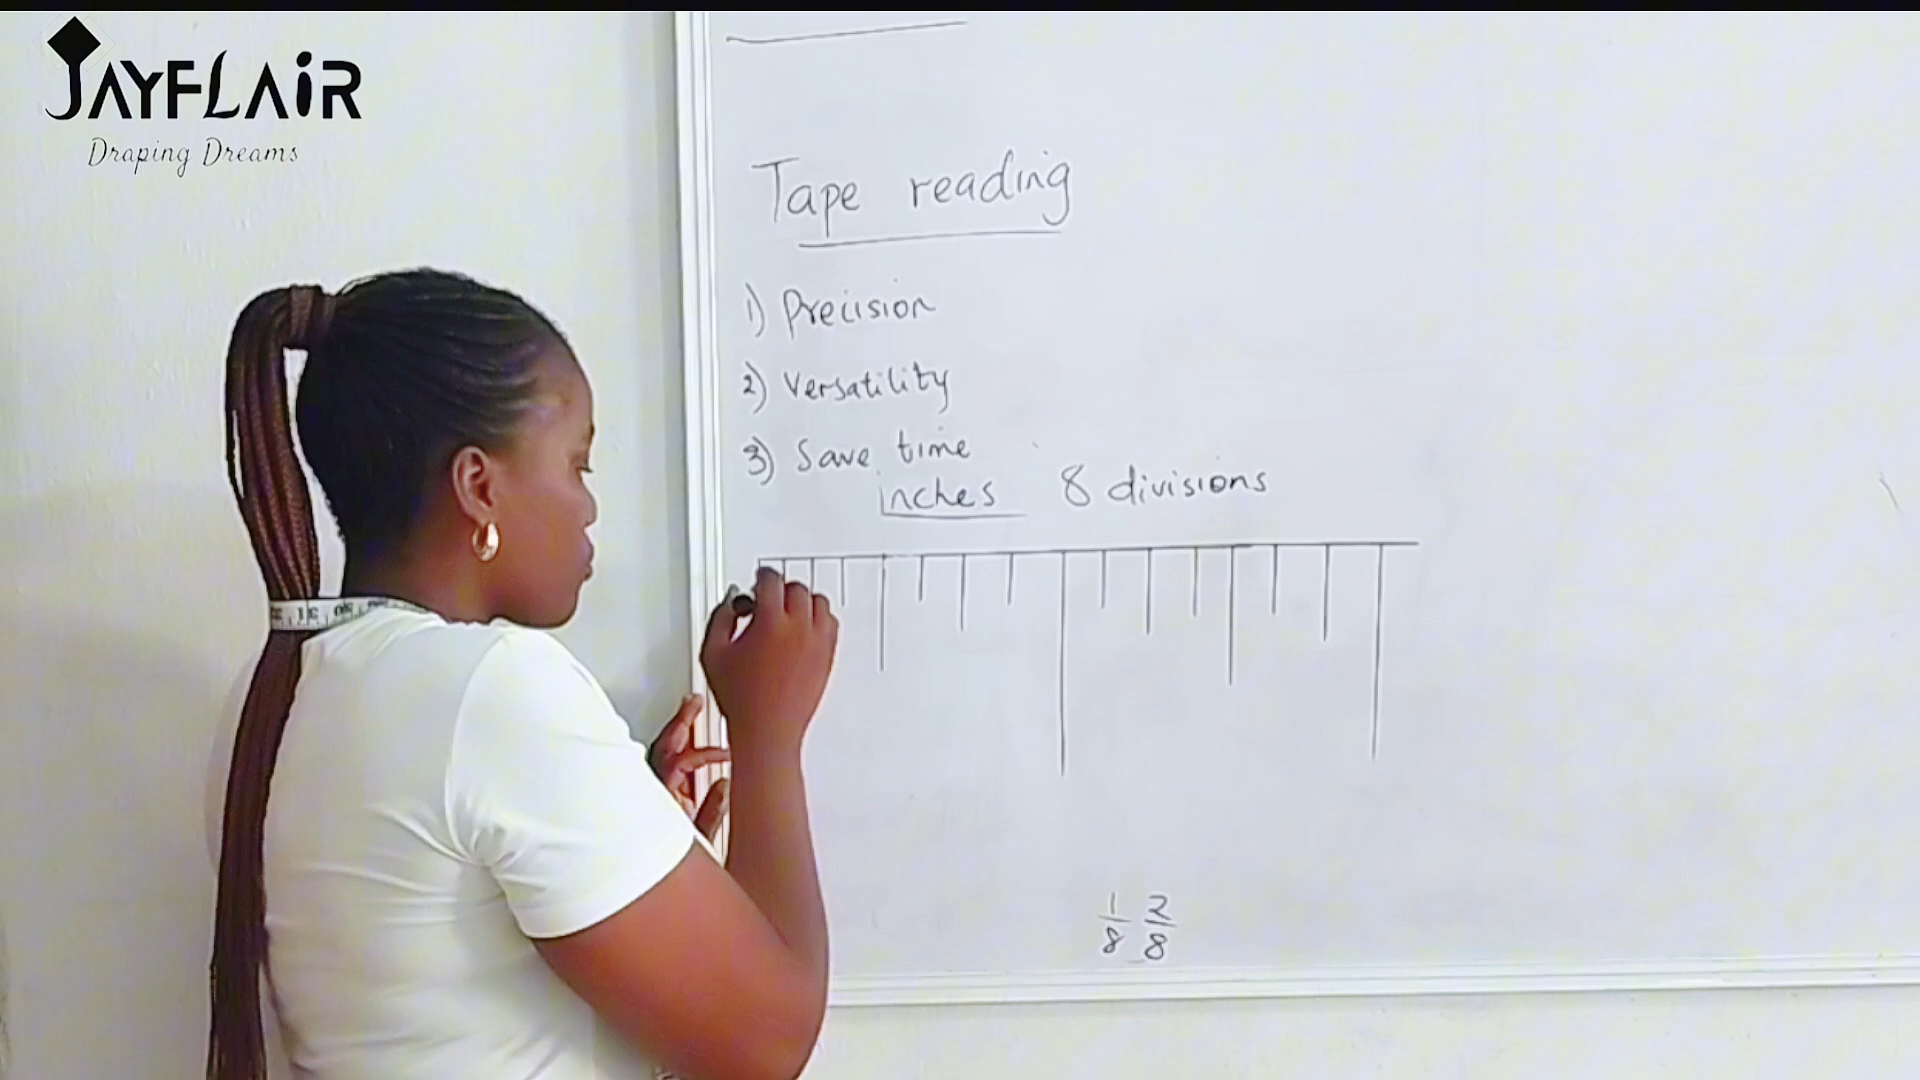 JAYFLAIR
Draping Dreams
Tape reading
1) Precision
2) Versatility
3) Save time
inches 8 divisions
1/8 2/8